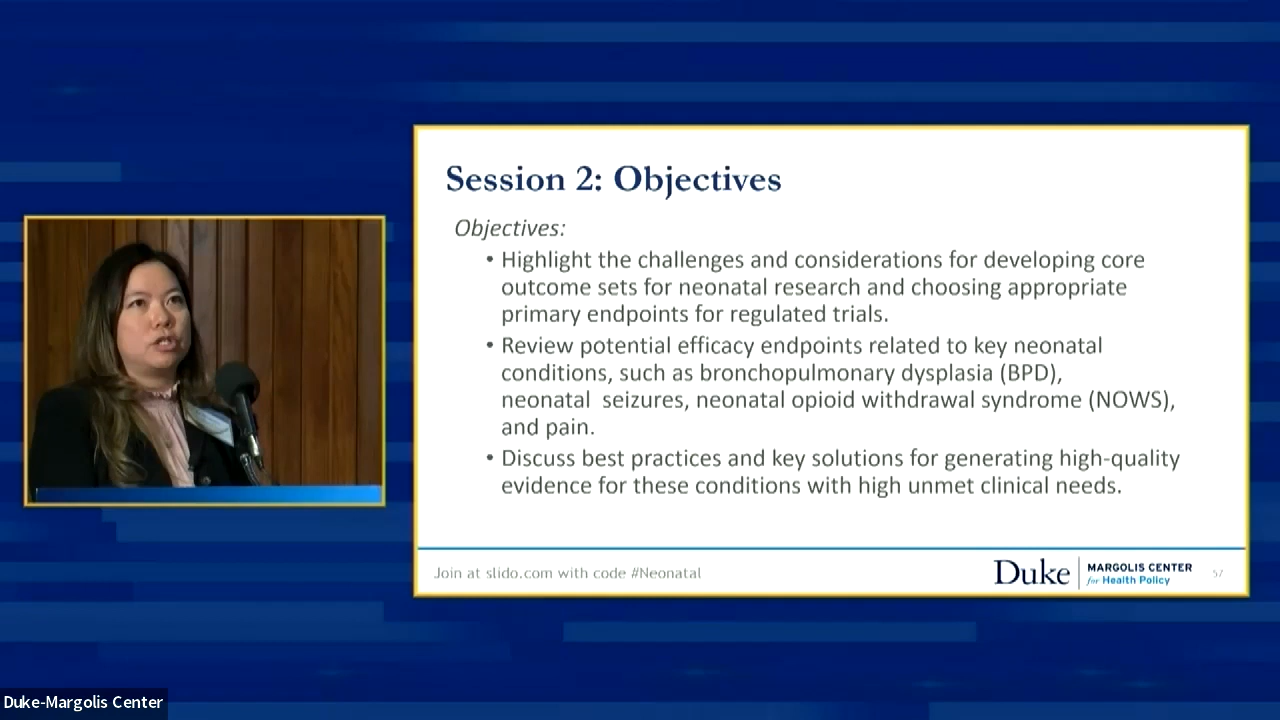 Session 2: Objectives
Objectives:
• Highlight the challenges and considerations for developing core
outcome sets for neonatal research and choosing appropriate
primary endpoints for regulated trials.
• Review potential efficacy endpoints related to key neonatal
conditions, such as bronchopulmonary dysplasia (BPD),
neonatal  seizures, neonatal opioid withdrawal syndrome (NOWS),
and pain.
• Discuss best practices and key solutions for generating high-quality
evidence for these conditions with high unmet clinical needs.
Join at slido.com with code #Neonatal
Duke
MARGOLIS CENTER
for Health Policy
57
Duke-Margolis Center